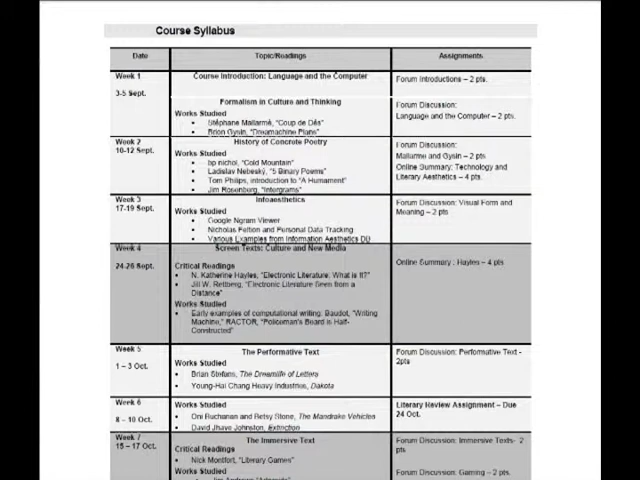 Course Syllabus
Date Topic/Readings Assignments
Week 1 Course Introduction: Language and the Computer Forum Introductions – 2 pts.
3-5 Sept.
Formalism in Culture and Thinking Forum Discussion:
Works Studied Language and the Computer – 2 pts.
• Stéphane Mallarmé, "Coup de Dés"
• Brion Gysin, "Dreamachine Plans"
Week 2 History of Concrete Poetry Forum Discussion:
10-12 Sept. Works Studied Mallarme and Gysin – 2 pts.
• bp nichol, "Cold Mountain" Online Summary: Technology and
• Ladislav Nebeský, "5 Binary Poems" Literary Aesthetics – 4 pts.
• Tom Philips, introduction to "A Humament"
• Jim Rosenberg, "Intergrams"
Week 3 Infoaesthetics Forum Discussion: Visual Form and
17-19 Sept. Works Studied Meaning – 2 pts
• Google Ngram Viewer
• Nicholas Feltron and Personal Data Tracking
• Various Examples from Information Aesthetics DB
Week 4 Screen Texts: Culture and New Media
24-26 Sept. Critical Readings Online Summary : Hayles – 4 pts
• N. Katherine Hayles, "Electronic Literature: What is It?"
• Jill W. Rettberg, "Electronic Literature Seen from a
Distance"
Works Studied
• Early examples of computational writing: Baudot, "Writing
Machine," RACTOR, "Policeman's Beard is Half-
Constructed"
Week 5 The Performative Text Forum Discussion: Performative Text -
1 – 3 Oct. Works Studied 2pts
• Brian Stefans, The Dreamlife of Letters
• Young-Hai Chang Heavy Industries, Dakota
Week 6 Works Studied Literary Review Assignment – Due
8 – 10 Oct. • Oni Buchanan and Betsy Stone, The Mandrake Vehicles 24 Oct.
• David Jhave Johnston, Extinction
Week 7 The Immersive Text Forum Discussion: Immersive Texts- 2
15 – 17 Oct. Critical Readings pts
• Nick Montfort, "Literary Games"
Works Studied Forum Discussion: Gaming – 2 pts.